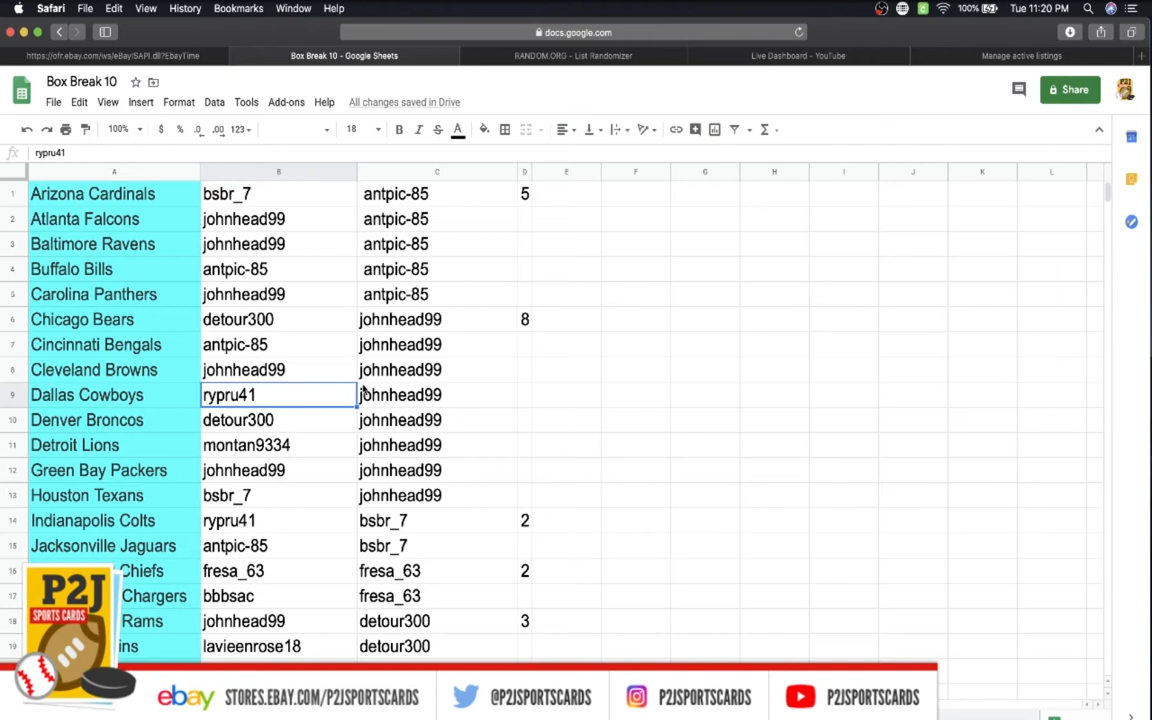 Safari File Edit View History Bookmarks Window Help 100% Tue 11:20 PM
docs.google.com
https://ofr.ebay.com/ws/eBayISAPI.dll?EbayTime Box Break 10 - Google Sheets RANDOM.ORG - List Randomizer Live Dashboard - YouTube Manage active listings
Box Break 10
File Edit View Insert Format Data Tools Add-ons Help All changes saved in Drive
Share
100% $ % .0 .00 123 18 B I S A
fx rypru41
A B C D E F G H I J K L
1 Arizona Cardinals bsbr_7 antpic-85 5
2 Atlanta Falcons johnhead99 antpic-85
3 Baltimore Ravens johnhead99 antpic-85
4 Buffalo Bills antpic-85 antpic-85
5 Carolina Panthers johnhead99 antpic-85
6 Chicago Bears detour300 johnhead99 8
7 Cincinnati Bengals antpic-85 johnhead99
8 Cleveland Browns johnhead99 johnhead99
9 Dallas Cowboys rypru41 johnhead99
10 Denver Broncos detour300 johnhead99
11 Detroit Lions montan9334 johnhead99
12 Green Bay Packers johnhead99 johnhead99
13 Houston Texans bsbr_7 johnhead99
14 Indianapolis Colts rypru41 bsbr_7 2
15 Jacksonville Jaguars antpic-85 bsbr_7
16 Chiefs fresa_63 fresa_63 2
17 Chargers bbbsac fresa_63
18 Rams johnhead99 detour300 3
19 ins lavieenrose18 detour300
P2J
SPORTS CARDS
ebay STORES.EBAY.COM/P2JSPORTSCARDS @P2JSPORTSCARDS P2JSPORTSCARDS P2JSPORTSCARDS